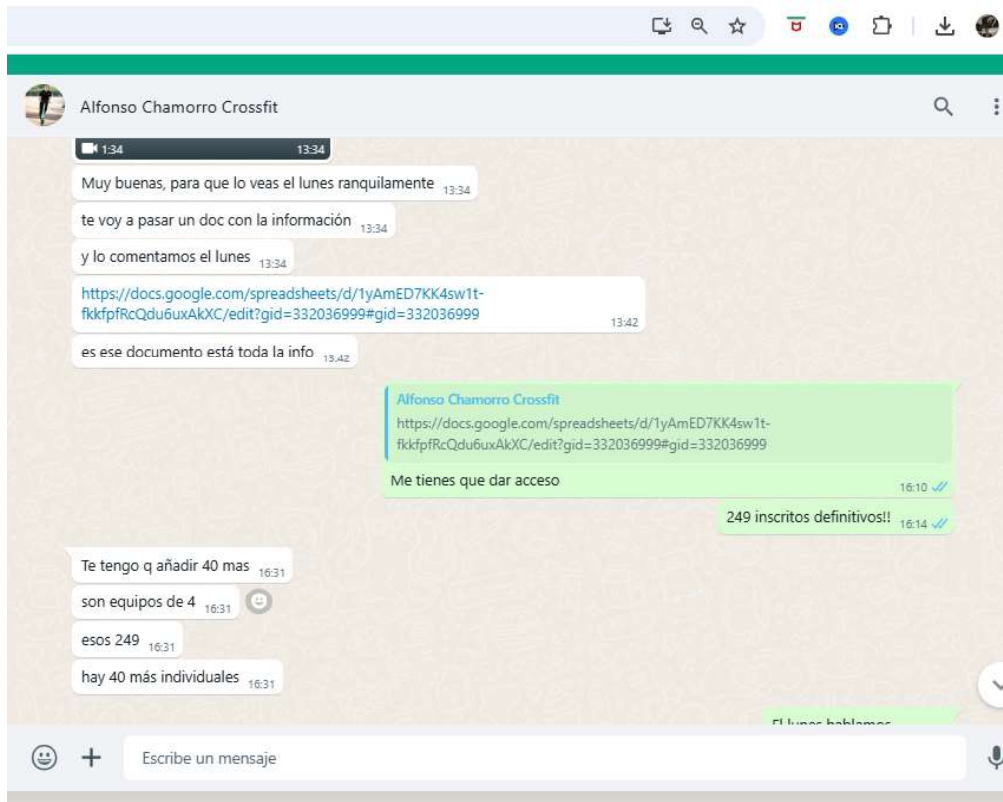 Alfonso Chamorro Crossfit
1:34 13:34
Muy buenas, para que lo veas el lunes ranquilamente 13:34
te voy a pasar un doc con la información 13:34
y lo comentamos el lunes 13:34
https://docs.google.com/spreadsheets/d/1yAmED7KK4sw1t-
fkkfpfRcQdu6uxAkXC/edit?gid=332036999#gid=332036999 13:42
es ese documento está toda la info 13:42
Alfonso Chamorro Crossfit
https://docs.google.com/spreadsheets/d/1yAmED7KK4sw1t-
fkkfpfRcQdu6uxAkXC/edit?gid=332036999#gid=332036999
Me tienes que dar acceso 16:10
249 inscritos definitivos!! 16:14
Te tengo q añadir 40 mas 16:31
son equipos de 4 16:31
esos 249 16:31
hay 40 más individuales 16:31
El lunes hablamos
Escribe un mensaje